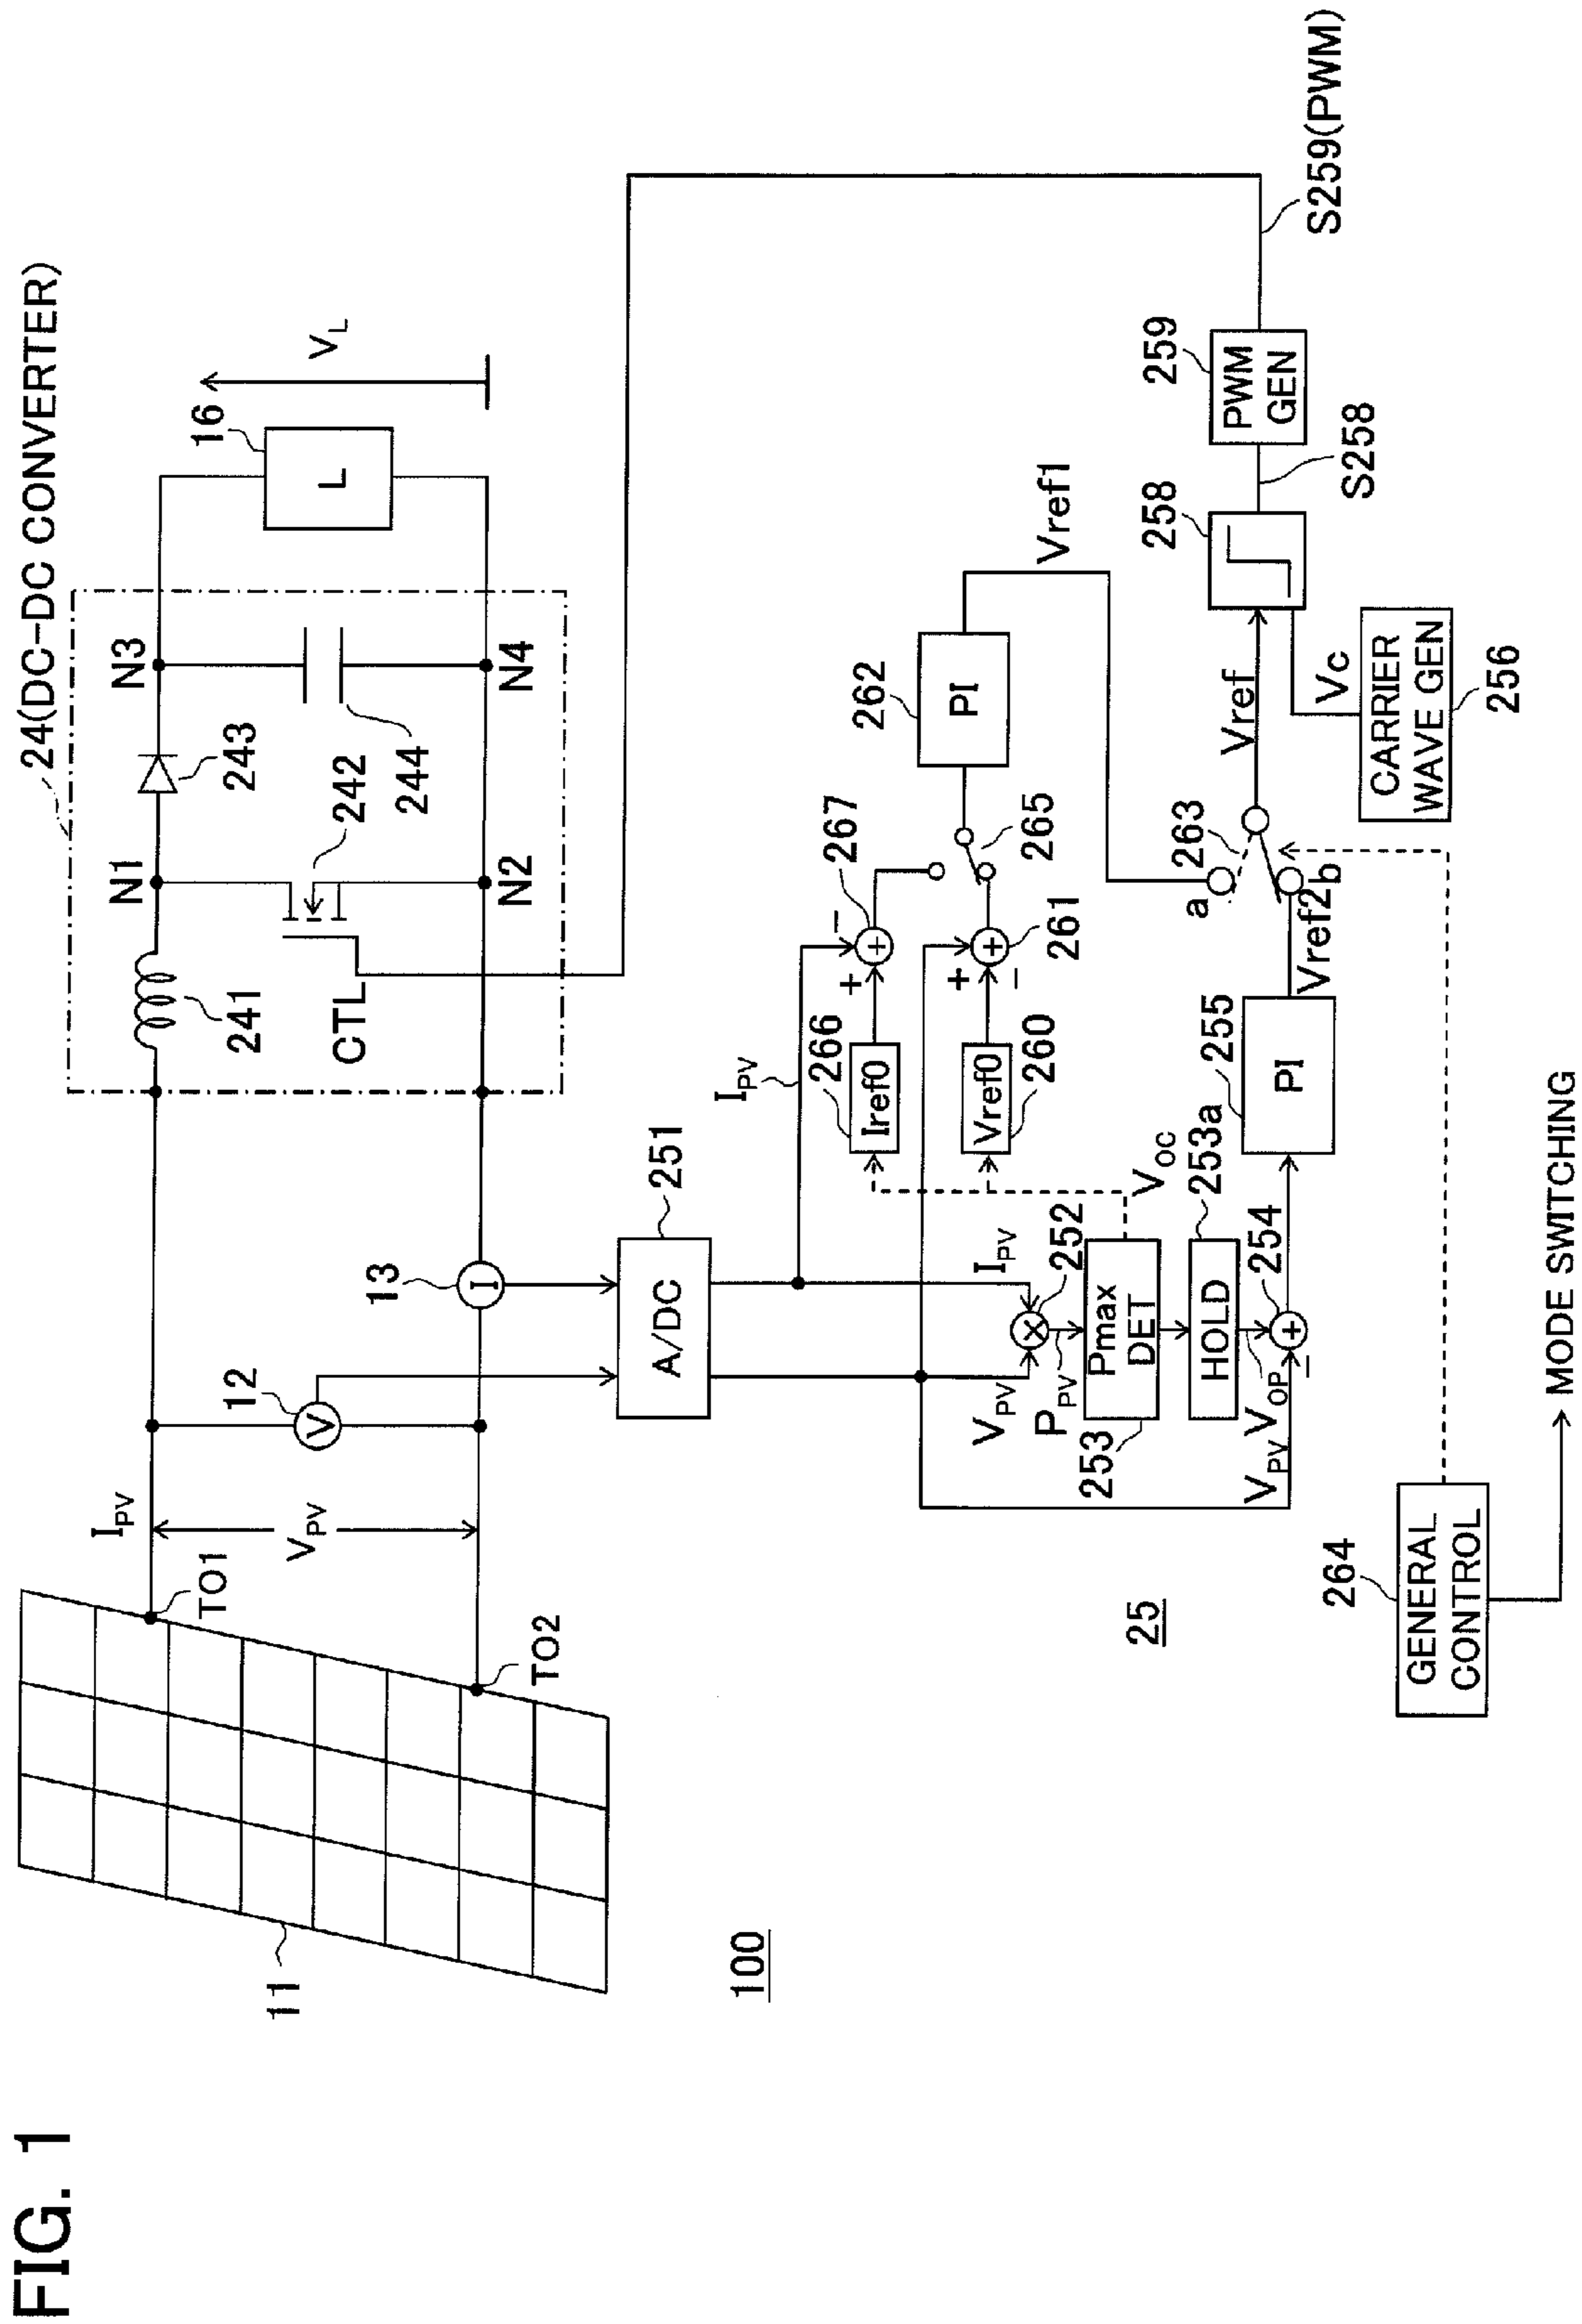 FIG. 1
24(DC-DC CONVERTER)
N1
N3
243
241
242
244
CTL
N2
N4
16
L
VL
IPV
VPV
TO1
TO2
11
12
V
13
I
A/DC
251
IPV
266
Iref0
+
−
+
267
Vref0
260
+
−
+
261
265
262
PI
Vref1
IPV
VPV
×
252
PPV
Pmax
DET
253
VOC
HOLD
253a
VOP
VPV
−
+
254
255
PI
Vref2
a
b
263
Vref
Vc
CARRIER
WAVE GEN
256
258
S258
259
PWM
GEN
S259(PWM)
264
GENERAL
CONTROL
MODE SWITCHING
25
100